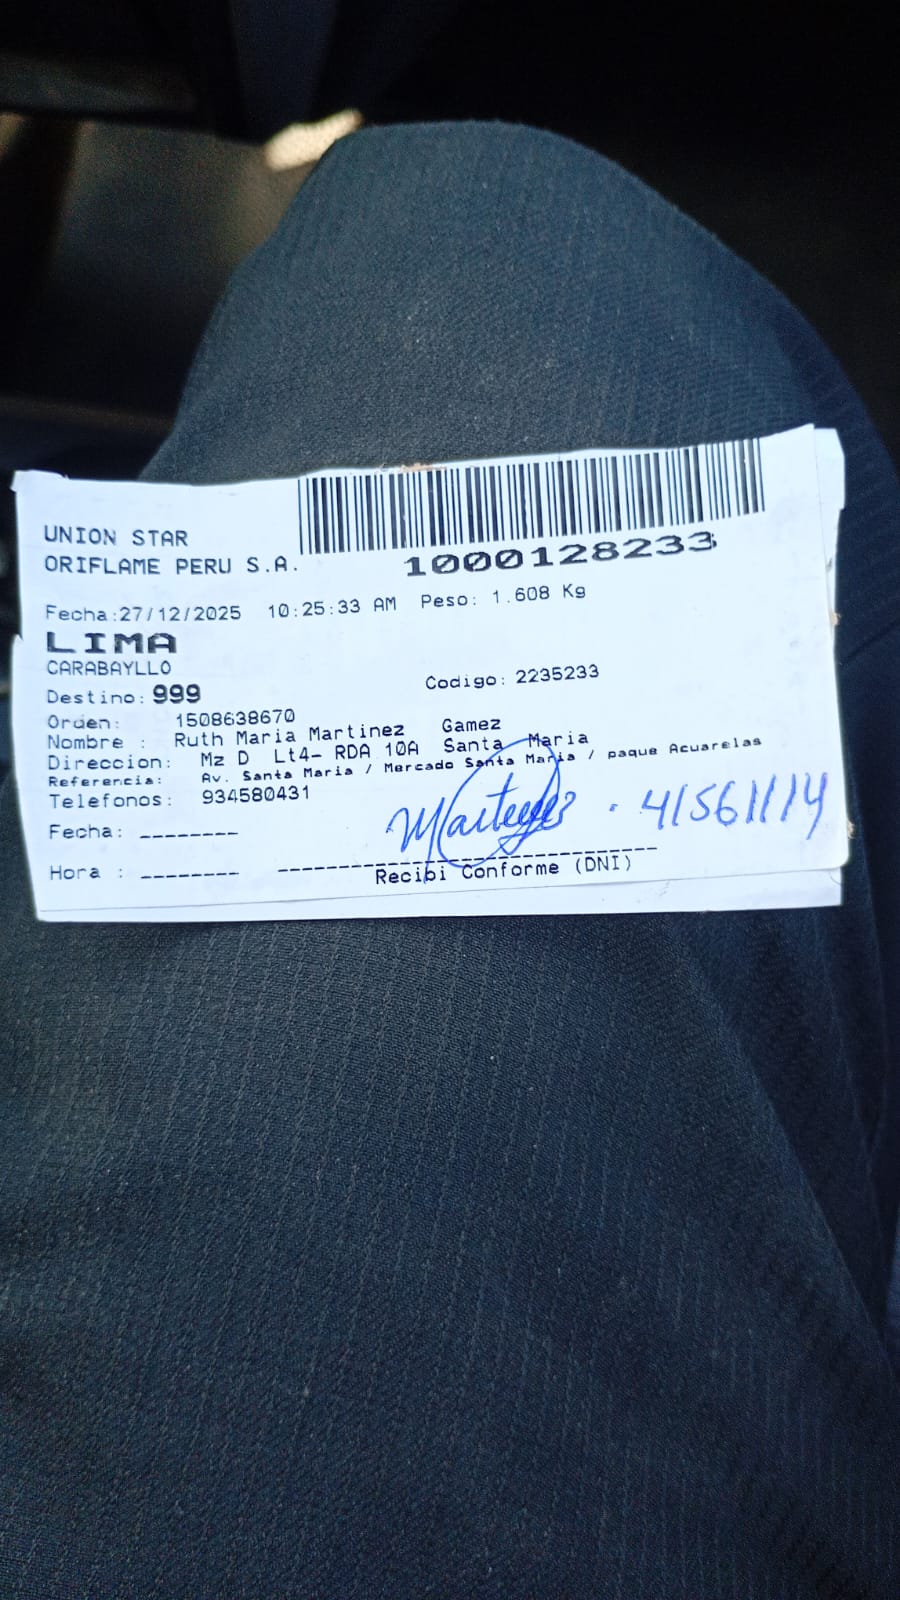 UNION STAR
ORIFLAME PERU S.A.
1000128233
Fecha:27/12/2025 10:25:33 AM Peso: 1.608 Kg
LIMA
CARABAYLLO
Destino: 999 Codigo: 2235233
Orden: 1508638670
Nombre : Ruth Maria Martinez Gamez
Direccion: Mz D Lt4- RDA 10A Santa Maria
Referencia: Av. Santa Maria / Mercado Santa Maria / paque Acuarelas
Telefonos: 934580431
Fecha: --------
Martinez . 41561114
Hora : --------
Recibi Conforme (DNI)